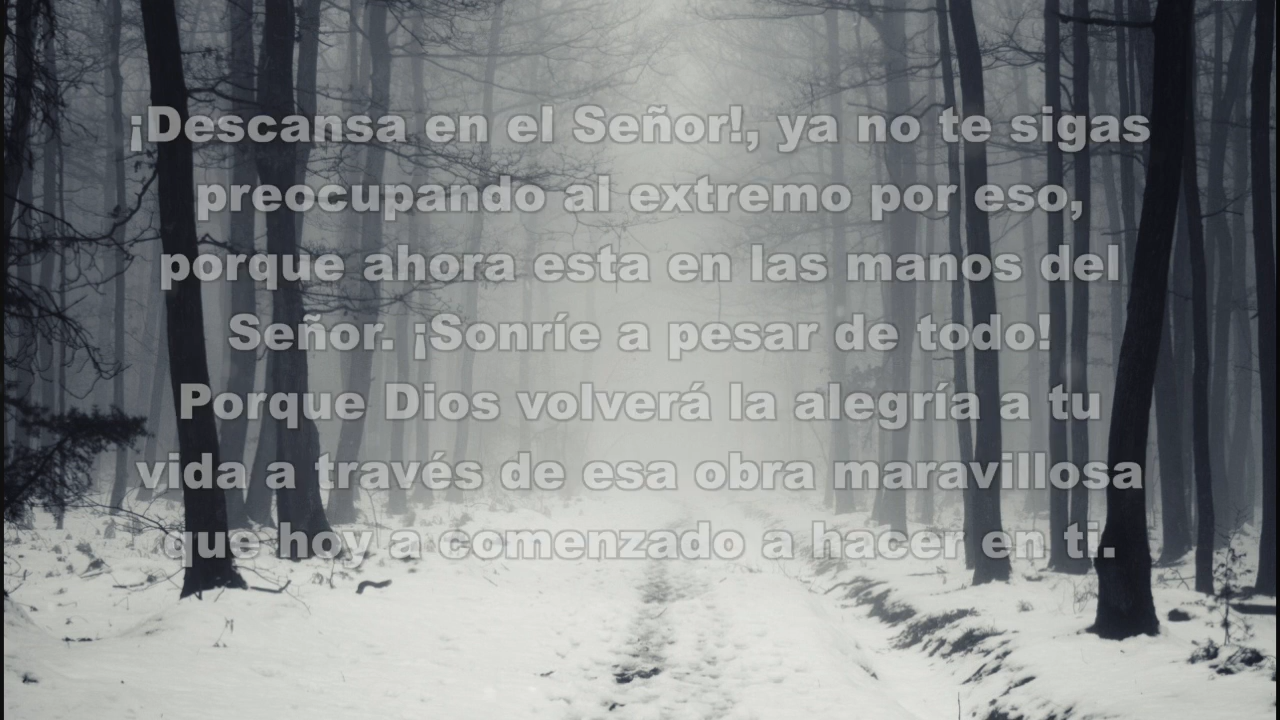 ¡Descansa en el Señor!, ya no te sigas
preocupando al extremo por eso,
porque ahora esta en las manos del
Señor. ¡Sonríe a pesar de todo!
Porque Dios volverá la alegría a tu
vida a través de esa obra maravillosa
que hoy a comenzado a hacer en ti.